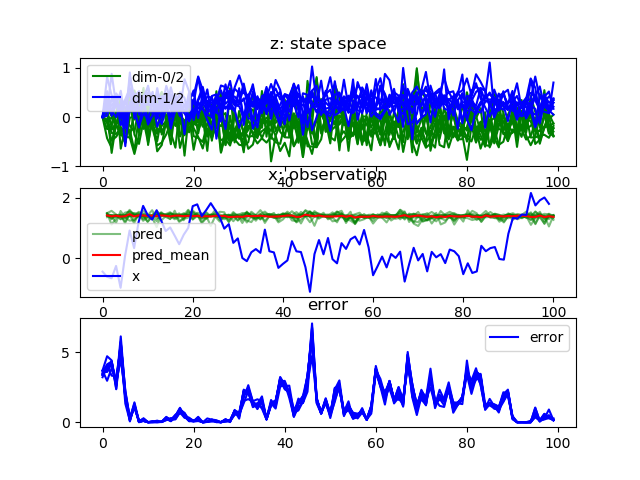 z: state space
1
0
−1
dim-0/2
dim-1/2
0 20 40 60 80 100
x: observation
2
0
pred
pred_mean
x
0 20 40 60 80 100
error
5
0
error
0 20 40 60 80 100